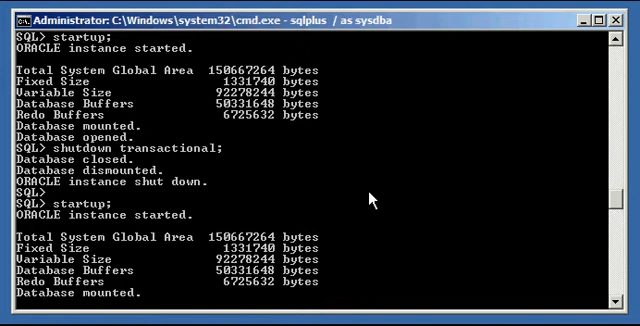 Administrator: C:\Windows\system32\cmd.exe - sqlplus / as sysdba
SQL> startup;
ORACLE instance started.
Total System Global Area 150667264 bytes
Fixed Size 1331740 bytes
Variable Size 92278244 bytes
Database Buffers 50331648 bytes
Redo Buffers 6725632 bytes
Database mounted.
Database opened.
SQL> shutdown transactional;
Database closed.
Database dismounted.
ORACLE instance shut down.
SQL>
SQL> startup;
ORACLE instance started.
Total System Global Area 150667264 bytes
Fixed Size 1331740 bytes
Variable Size 92278244 bytes
Database Buffers 50331648 bytes
Redo Buffers 6725632 bytes
Database mounted.